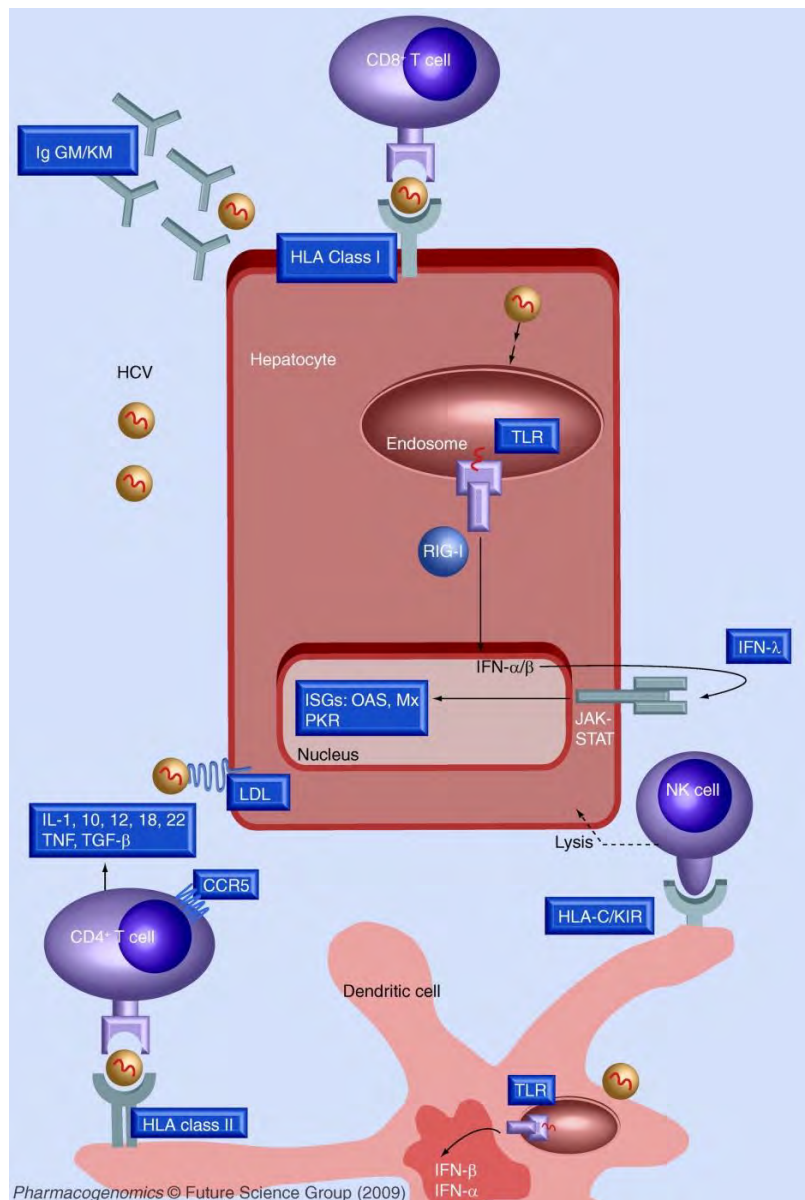 CD8+ T cell
Ig GM/KM
HLA Class I
Hepatocyte
HCV
Endosome
TLR
RIG-I
IFN-α/β
IFN-λ
ISGs: OAS, Mx
PKR
JAK-
STAT
Nucleus
LDL
NK cell
IL-1, 10, 12, 18, 22
TNF, TGF-β
Lysis
CCR5
HLA-C/KIR
CD4+ T cell
Dendritic cell
TLR
HLA class II
IFN-β
IFN-α
Pharmacogenomics © Future Science Group (2009)